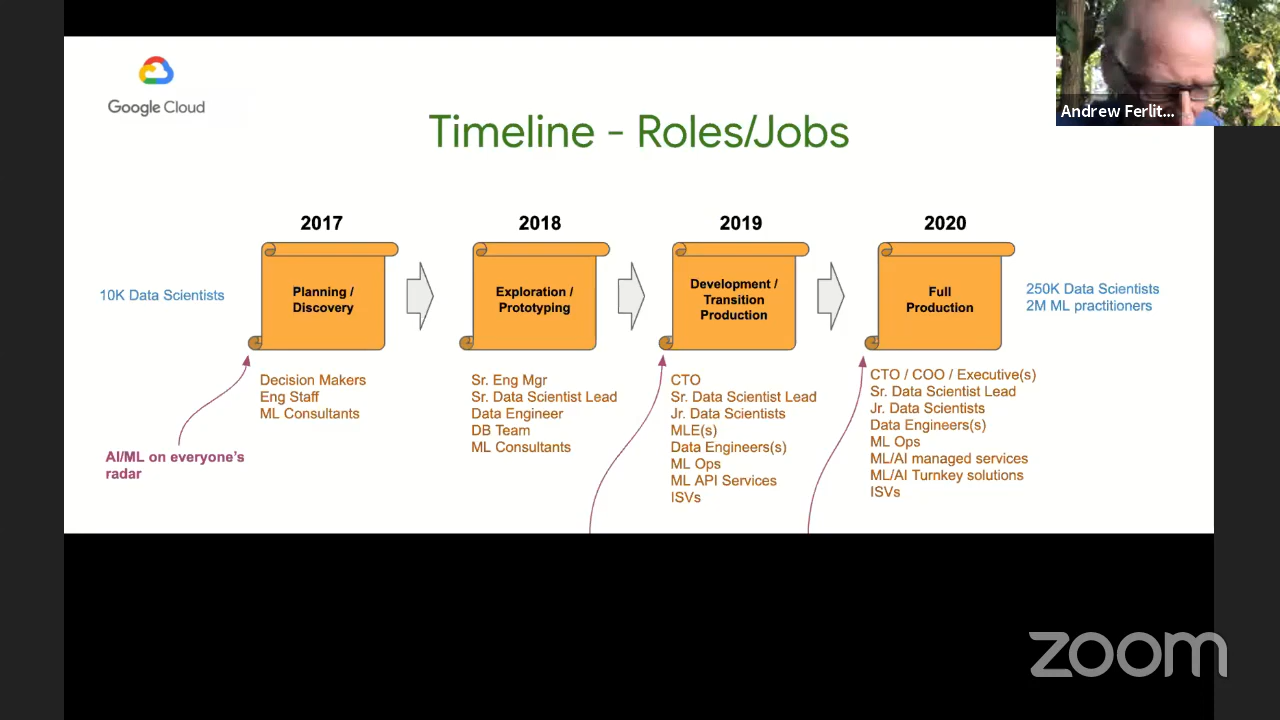 Google Cloud
Andrew Ferlit...
Timeline - Roles/Jobs
2017
2018
2019
2020
10K Data Scientists
Planning /
Discovery
Exploration /
Prototyping
Development /
Transition
Production
Full
Production
250K Data Scientists
2M ML practitioners
AI/ML on everyone's
radar
Decision Makers
Eng Staff
ML Consultants
Sr. Eng Mgr
Sr. Data Scientist Lead
Data Engineer
DB Team
ML Consultants
CTO
Sr. Data Scientist Lead
Jr. Data Scientists
MLE(s)
Data Engineers(s)
ML Ops
ML API Services
ISVs
CTO / COO / Executive(s)
Sr. Data Scientist Lead
Jr. Data Scientists
Data Engineers(s)
ML Ops
ML/AI managed services
ML/AI Turnkey solutions
ISVs
zoom